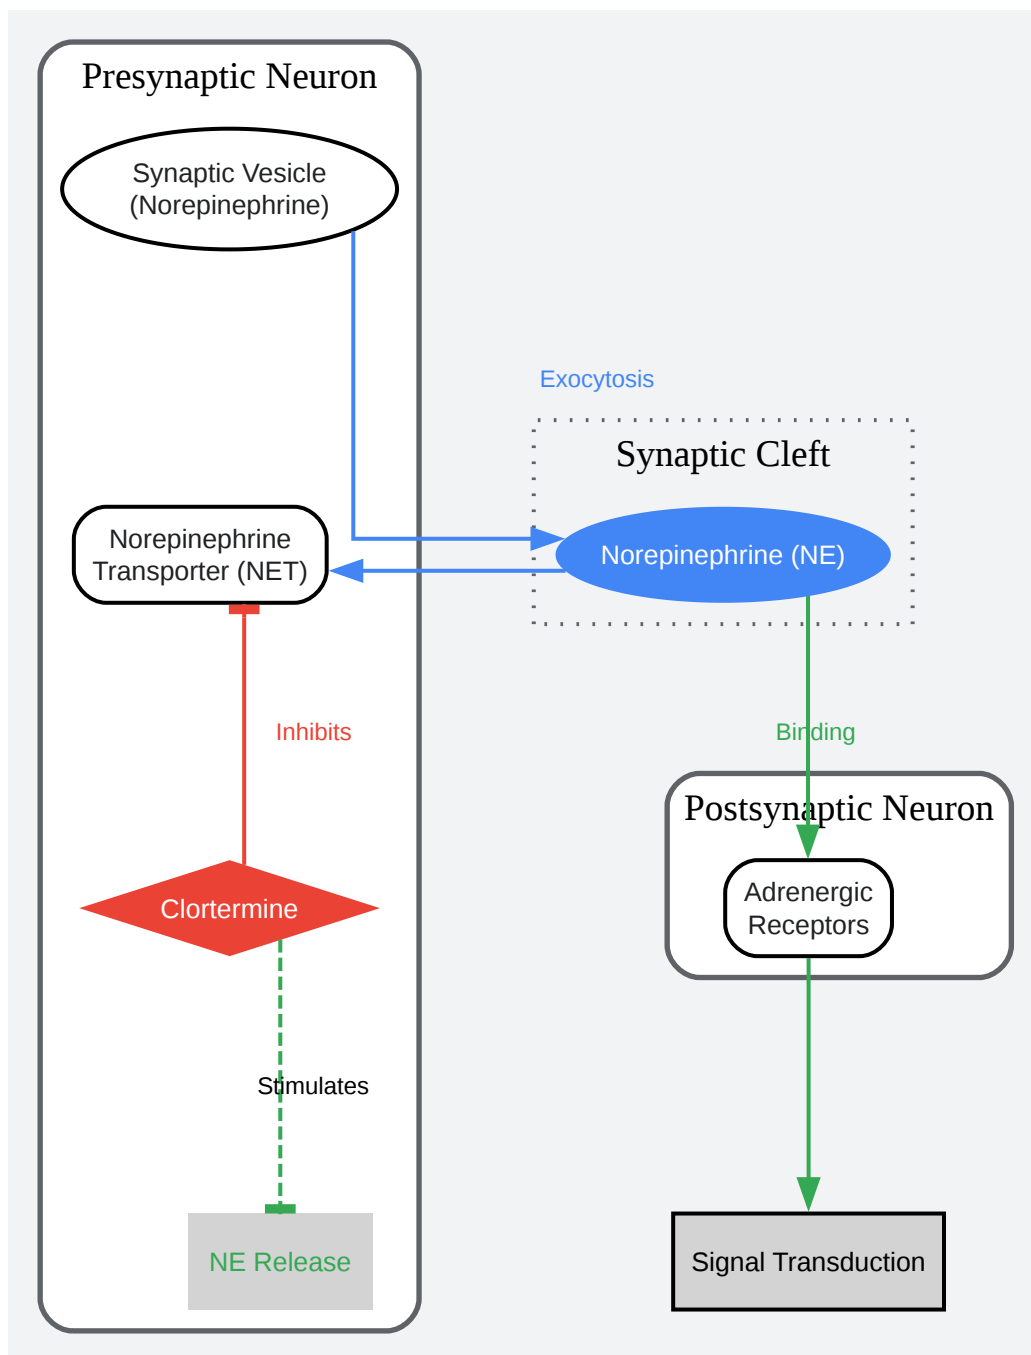 Presynaptic Neuron
Synaptic Vesicle
(Norepinephrine)
Exocytosis
Synaptic Cleft
Norepinephrine
Transporter (NET)
Norepinephrine (NE)
Inhibits
Binding
Postsynaptic Neuron
Clortermine
Adrenergic
Receptors
Stimulates
NE Release
Signal Transduction